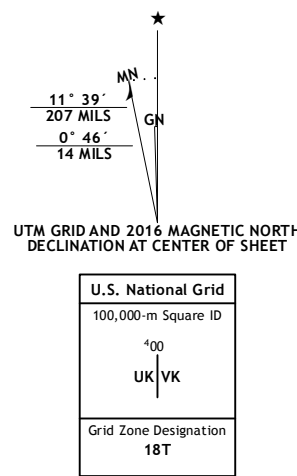 ★
MN
11° 39´
207 MILS
GN
0° 46´
14 MILS
UTM GRID AND 2016 MAGNETIC NORTH
DECLINATION AT CENTER OF SHEET
U.S. National Grid
100,000-m Square ID
⁴00
UK VK
Grid Zone Designation
18T